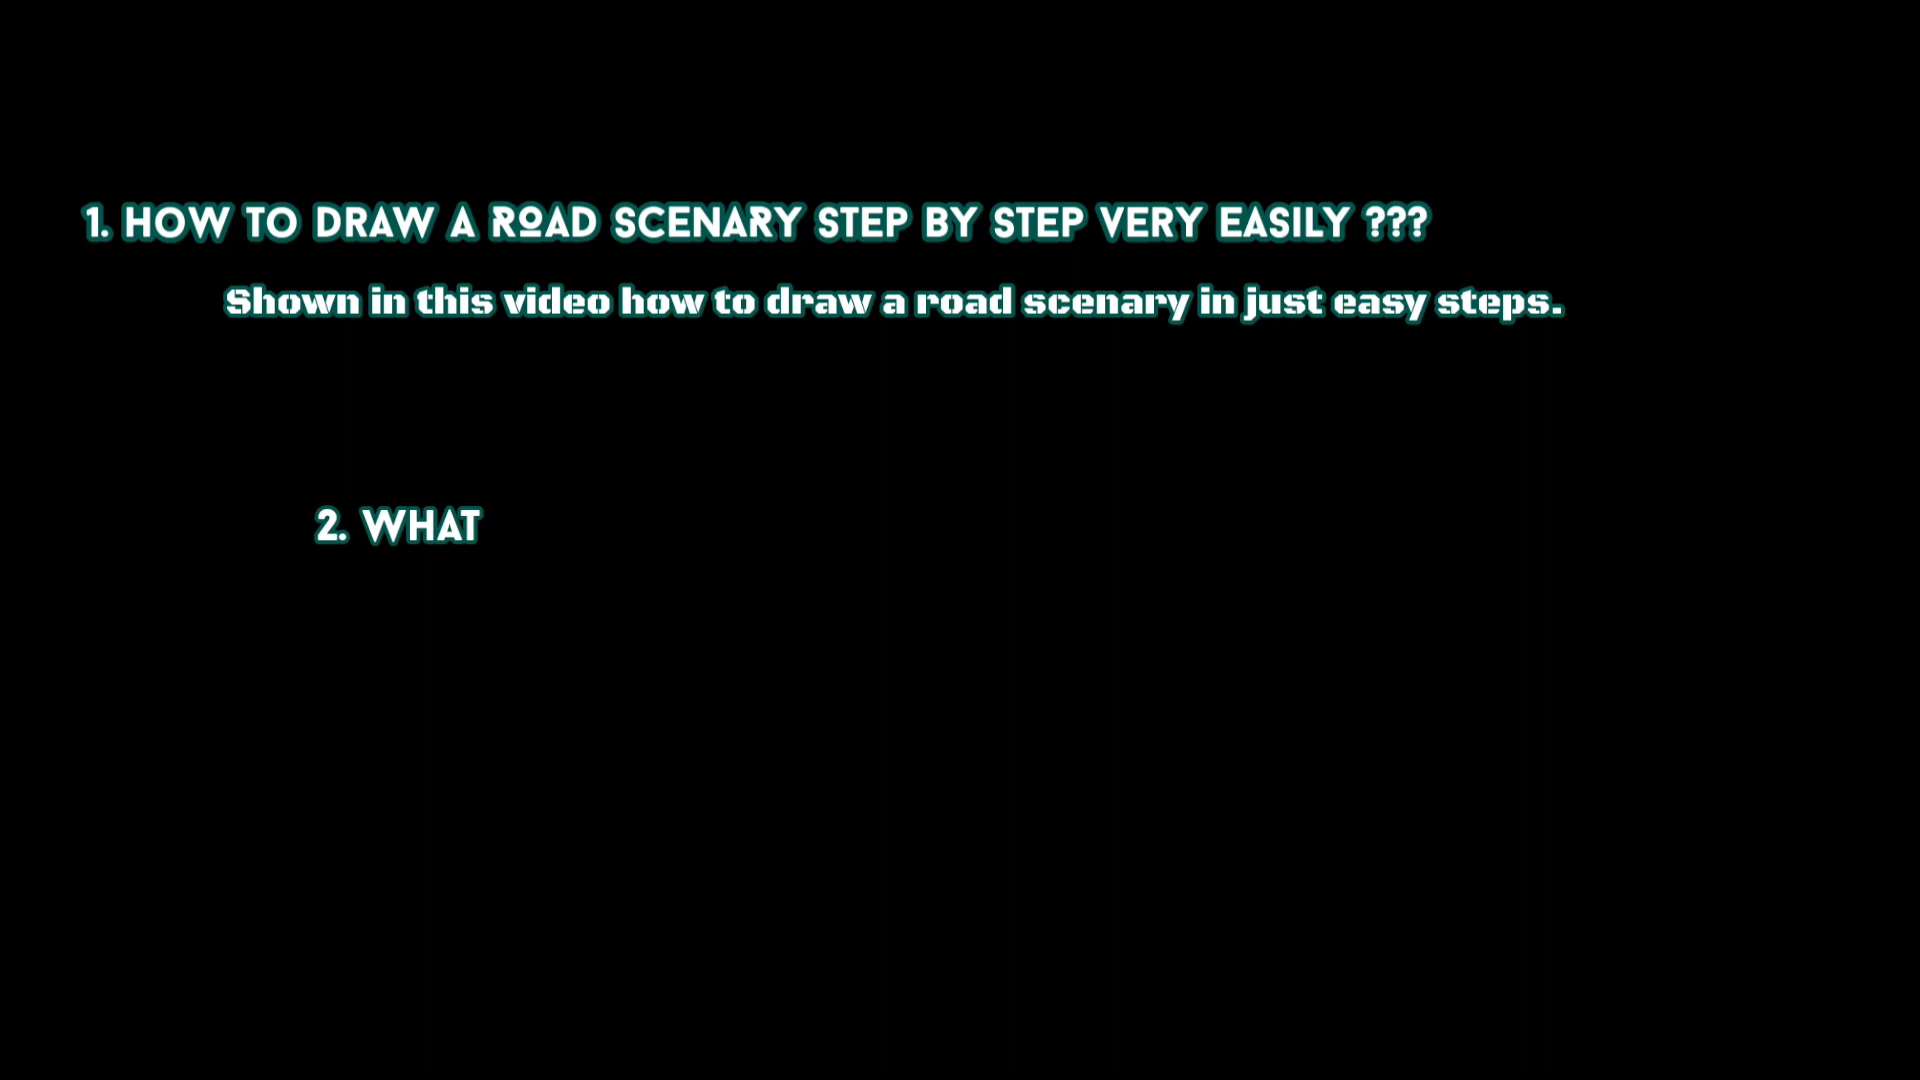 1. HOW TO DRAW A ROAD SCENARY STEP BY STEP VERY EASILY ???
Shown in this video how to draw a road scenary in just easy steps.
2. WHAT